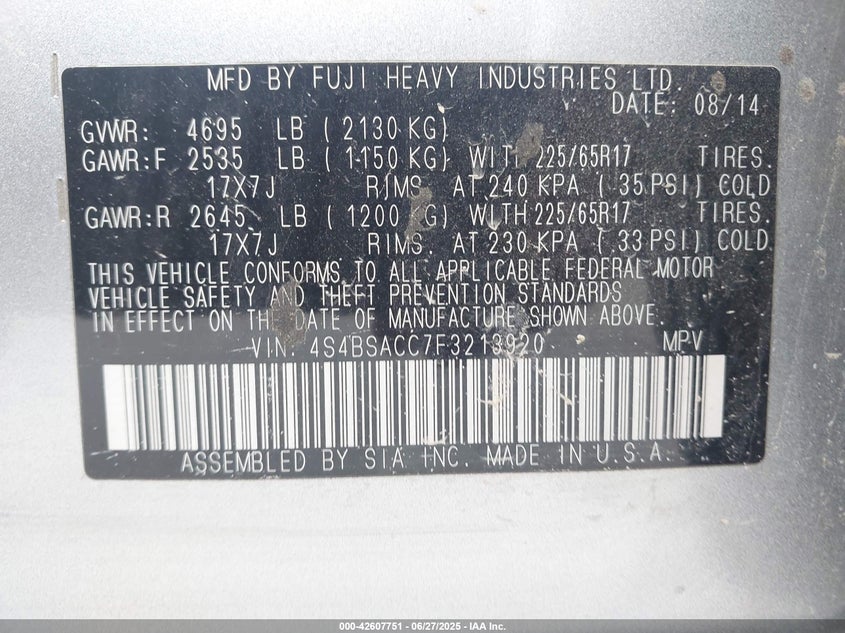 MFD BY FUJI HEAVY INDUSTRIES LTD.
DATE: 08/14
GVWR: 4695 LB ( 2130 KG)
GAWR:F 2535 LB ( 1150 KG) WITH 225/65R17 TIRES.
17X7J RIMS AT 240 KPA ( 35 PSI) COLD
GAWR:R 2645 LB ( 1200 KG) WITH 225/65R17 TIRES.
17X7J RIMS AT 230 KPA ( 33 PSI) COLD.
THIS VEHICLE CONFORMS TO ALL APPLICABLE FEDERAL MOTOR
VEHICLE SAFETY AND THEFT PREVENTION STANDARDS
IN EFFECT ON THE DATE OF MANUFACTURE SHOWN ABOVE.
VIN: 4S4BSACC7F3213920 MPV
ASSEMBLED BY SIA INC. MADE IN U.S.A.
000-42607751 | 06/27/2025 - IAA Inc.